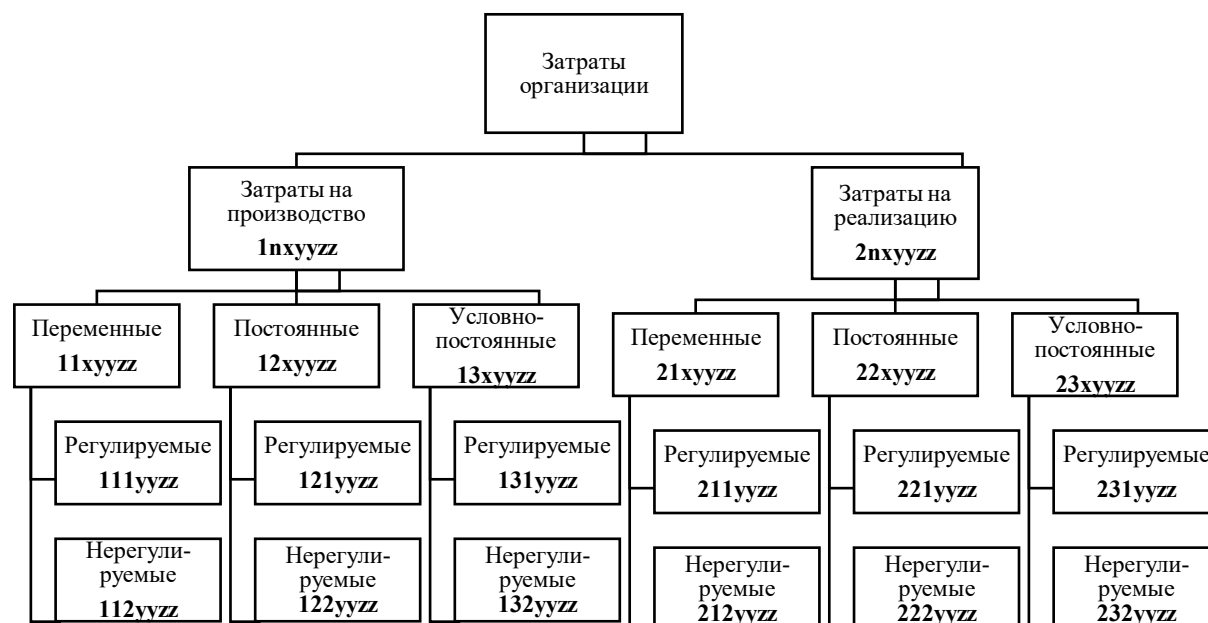 Затраты
организации
Затраты на
производство
1nxyyzz
Затраты на
реализацию
2nxyyzz
Переменные
11xyyzz
Постоянные
12xyyzz
Условно-
постоянные
13xyyzz
Переменные
21xyyzz
Постоянные
22xyyzz
Условно-
постоянные
23xyyzz
Регулируемые
111yyzz
Регулируемые
121yyzz
Регулируемые
131yyzz
Регулируемые
211yyzz
Регулируемые
221yyzz
Регулируемые
231yyzz
Нерегули-
руемые
112yyzz
Нерегули-
руемые
122yyzz
Нерегули-
руемые
132yyzz
Нерегули-
руемые
212yyzz
Нерегули-
руемые
222yyzz
Нерегули-
руемые
232yyzz